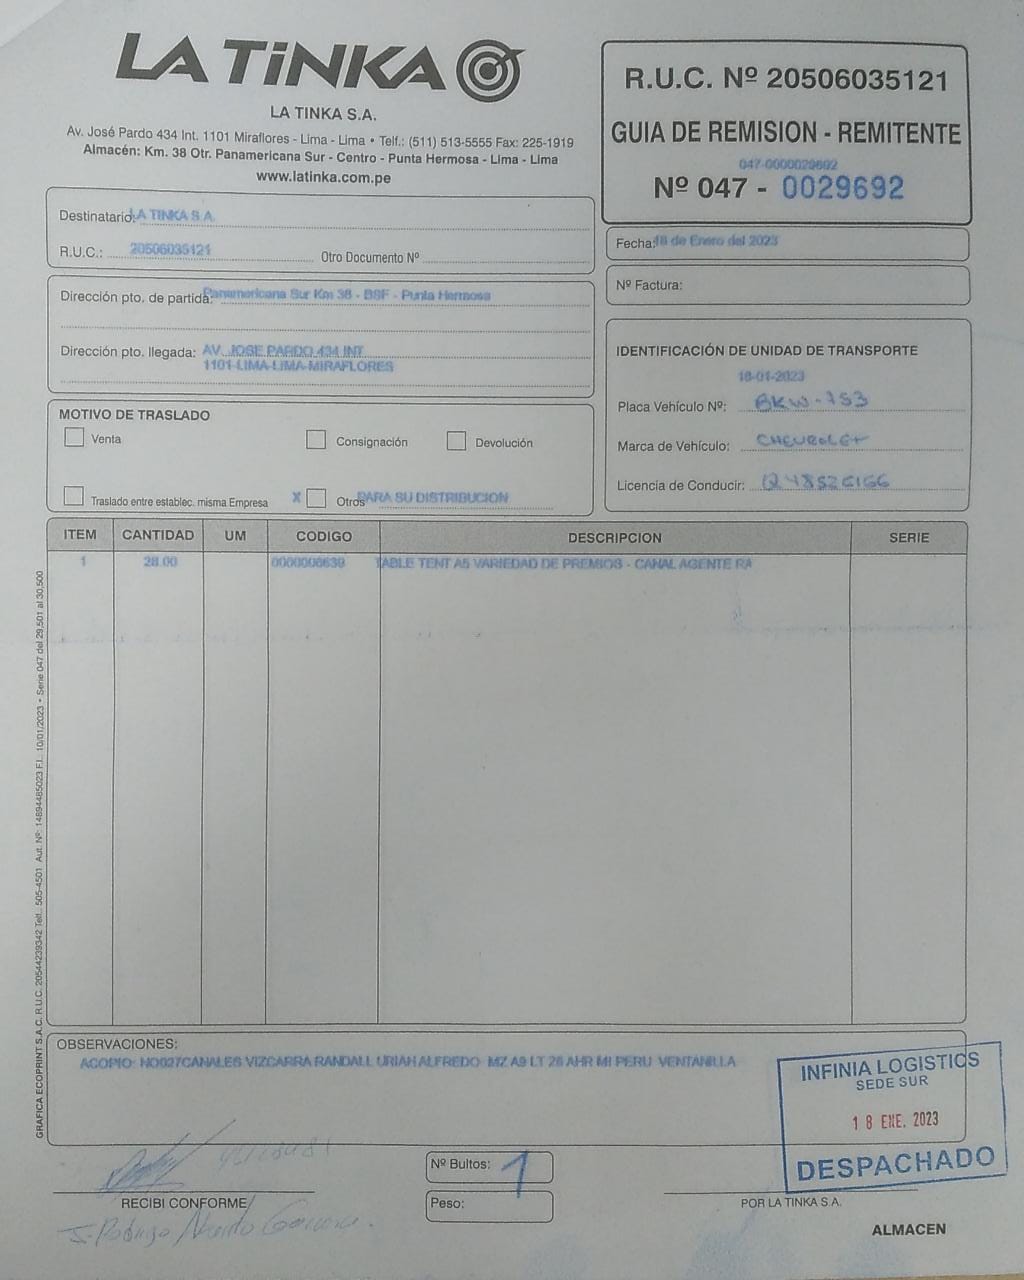 LA TiNKA
LA TINKA S.A.
Av. José Pardo 434 Int. 1101 Miraflores - Lima - Lima • Telf.: (511) 513-5555 Fax: 225-1919
Almacén: Km. 38 Otr. Panamericana Sur - Centro - Punta Hermosa - Lima - Lima
www.latinka.com.pe
R.U.C. Nº 20506035121
GUIA DE REMISION - REMITENTE
047-0000029692
Nº 047 - 0029692
Destinatario: LA TINKA S.A.
R.U.C.: 20506035121 Otro Documento Nº
Fecha: 18 de Enero del 2023
Nº Factura:
Dirección pto. de partida: Panamericana Sur Km 38 - BSF - Punta Hermosa
Dirección pto. llegada: AV. JOSE PARDO 434 INT.
1101-LIMA-LIMA-MIRAFLORES
IDENTIFICACIÓN DE UNIDAD DE TRANSPORTE
18-01-2023
Placa Vehículo Nº: BKW-753
Marca de Vehículo: CHEVROLET
Licencia de Conducir: Q48526166
MOTIVO DE TRASLADO
Venta Consignación Devolución
Traslado entre establec. misma Empresa X Otros PARA SU DISTRIBUCION
ITEM CANTIDAD UM CODIGO DESCRIPCION SERIE
1 28.00 0000006639 TABLE TENT A5 VARIEDAD DE PREMIOS - CANAL AGENTE RA
GRAFICA ECOPRINT S.A.C. R.U.C. 20544239342 Telf.: 505-4501 Aut. Nº: 14894485023 F.I.: 10/01/2023 • Serie 047 del 29,501 al 30,500
OBSERVACIONES:
ACOPIO: NO027CANALES VIZCARRA RANDALL URIAH ALFREDO MZ A9 LT 26 AHR MI PERU VENTANILLA
INFINIA LOGISTICS
SEDE SUR
18 ENE. 2023
DESPACHADO
Nº Bultos: 1
Peso:
RECIBI CONFORME
POR LA TINKA S.A.
ALMACEN